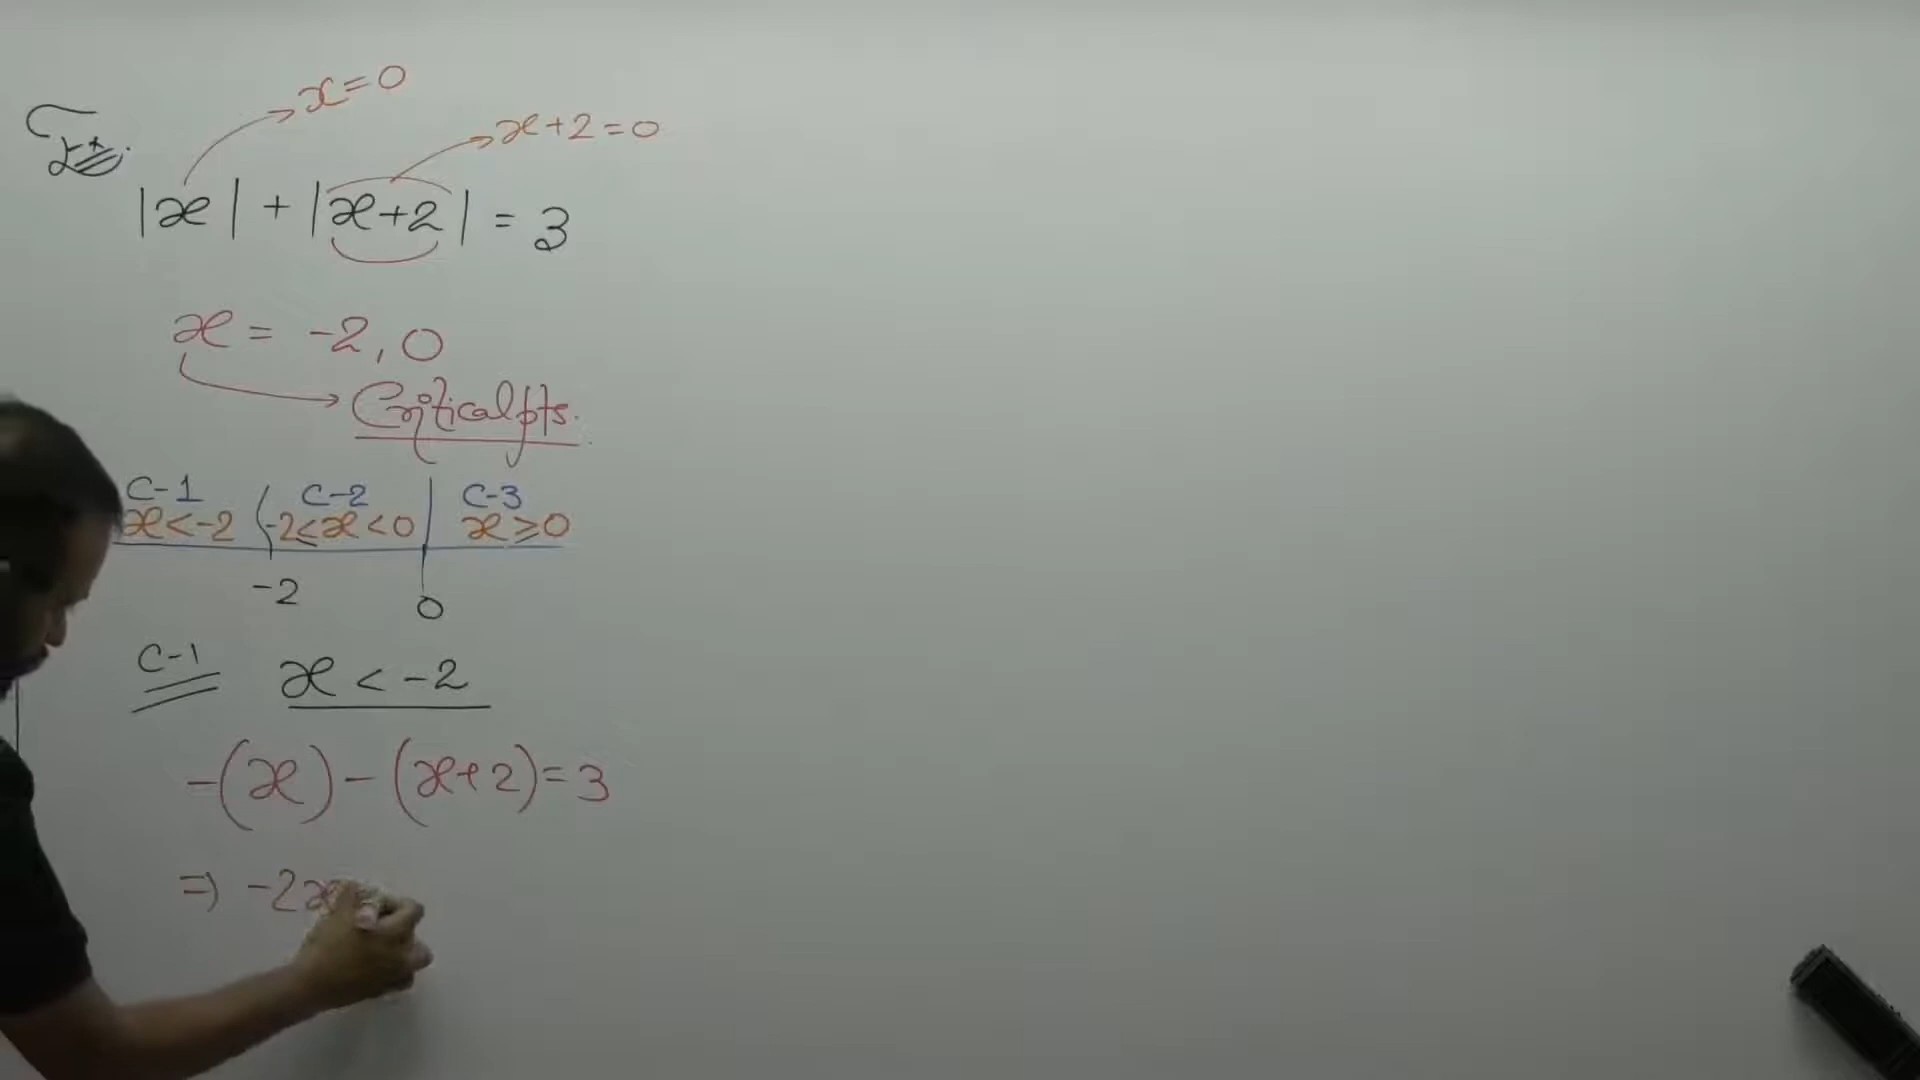 x=0
x+2=0
Ex.
|x| + |x+2| = 3
x = -2, 0
Critical pts.
C-1 C-2 C-3
x<-2 -2≤x<0 x≥0
-2 0
C-1 x < -2
-(x) - (x+2) = 3
⇒ -2x